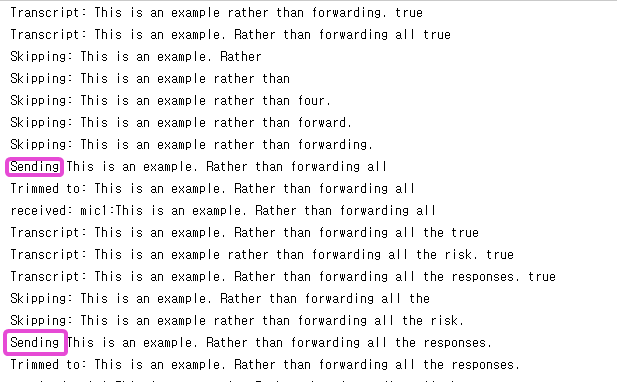 Transcript: This is an example rather than forwarding. true
Transcript: This is an example. Rather than forwarding all true
Skipping: This is an example. Rather
Skipping: This is an example rather than
Skipping: This is an example rather than four.
Skipping: This is an example rather than forward.
Skipping: This is an example rather than forwarding.
Sending This is an example. Rather than forwarding all
Trimmed to: This is an example. Rather than forwarding all
received: mic1:This is an example. Rather than forwarding all
Transcript: This is an example. Rather than forwarding all the true
Transcript: This is an example rather than forwarding all the risk. true
Transcript: This is an example. Rather than forwarding all the responses. true
Skipping: This is an example. Rather than forwarding all the
Skipping: This is an example rather than forwarding all the risk.
Sending This is an example. Rather than forwarding all the responses.
Trimmed to: This is an example. Rather than forwarding all the responses.